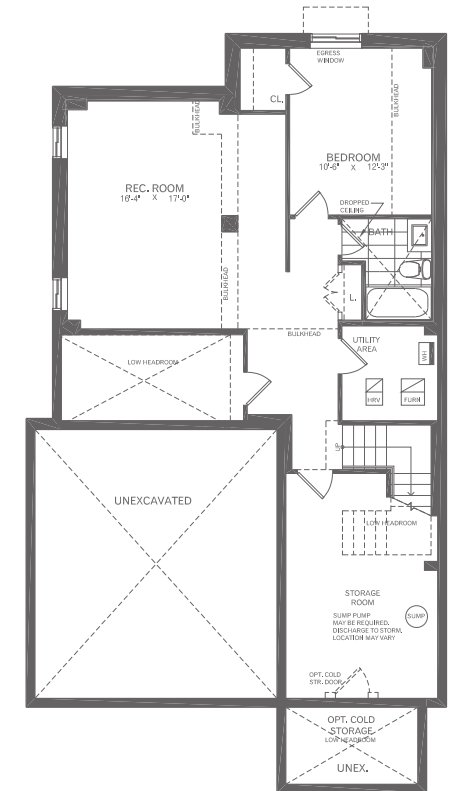 EGRESS
WINDOW
CL.
BULKHEAD
BULKHEAD
BEDROOM
10'-6" X 12'-3"
REC. ROOM
16'-4" X 17'-0"
DROPPED
CEILING
BATH
BULKHEAD
L.
BULKHEAD
UTILITY
AREA
WH
LOW HEADROOM
HRV
FURN
UP
UNEXCAVATED
LOW HEADROOM
STORAGE
ROOM
SUMP PUMP
MAY BE REQUIRED.
DISCHARGE TO STORM,
LOCATION MAY VARY
SUMP
OPT. COLD
STR. DOOR
OPT. COLD
STORAGE
LOW HEADROOM
UNEX.